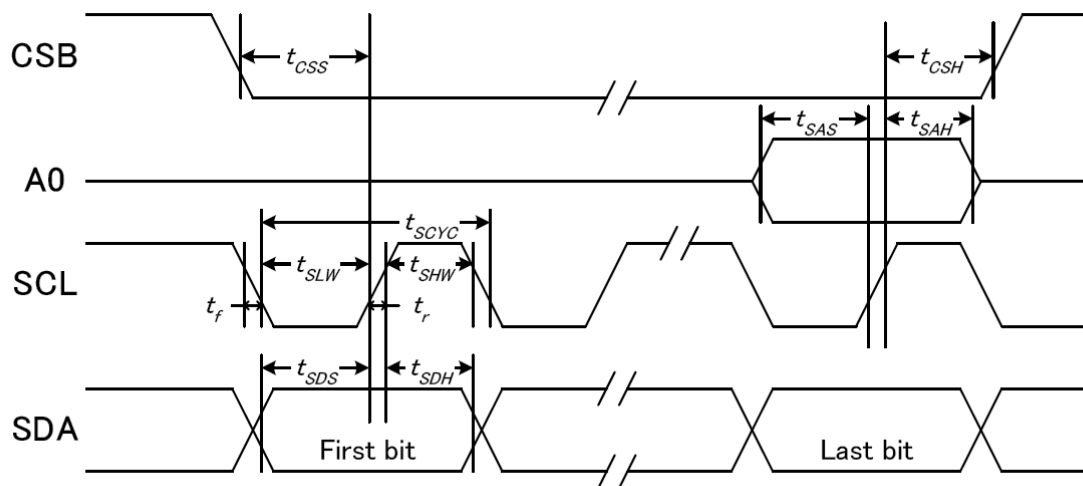 CSB
tCSS
tCSH
tSAS
tSAH
A0
tSCYC
SCL
tSLW
tSHW
tf
tr
tSDS
tSDH
SDA
First bit
Last bit